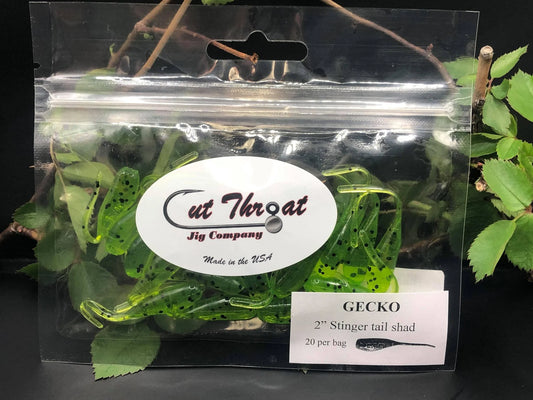 Cut Throat
Jig Company
Made in the USA
GECKO
2” Stinger tail shad
20 per bag